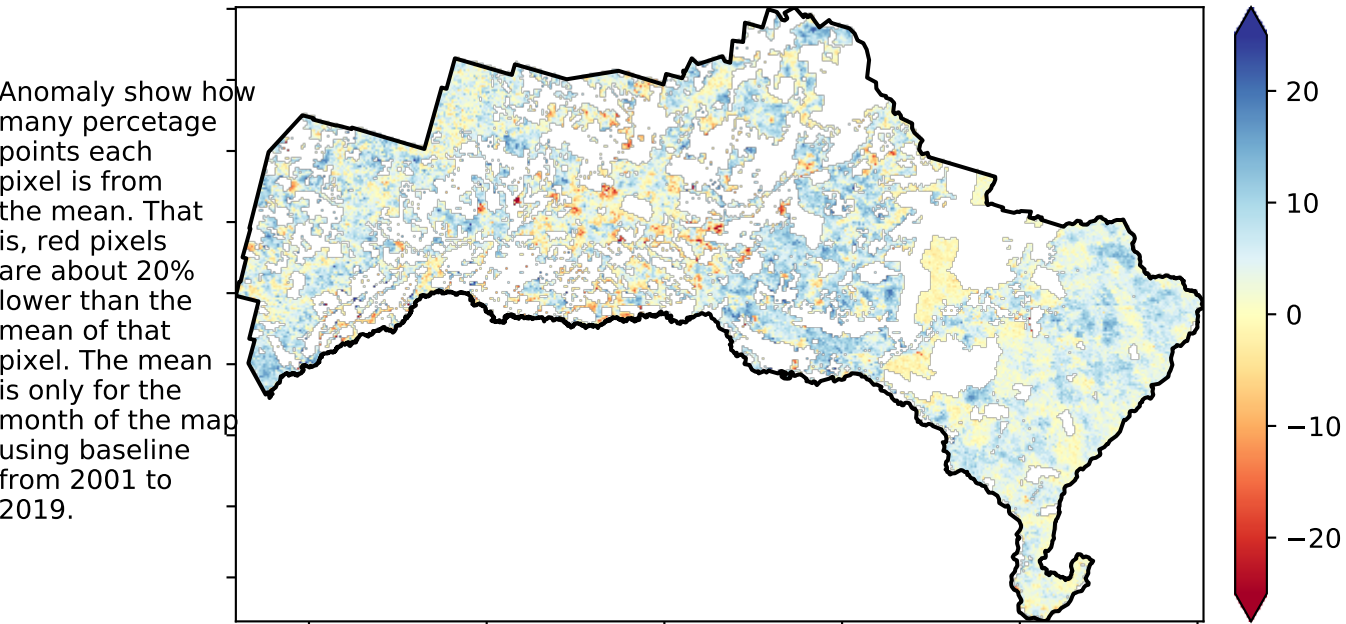 Anomaly show how
many percetage
points each
pixel is from
the mean. That
is, red pixels
are about 20%
lower than the
mean of that
pixel. The mean
is only for the
month of the map
using baseline
from 2001 to
2019.
20
10
0
−10
−20